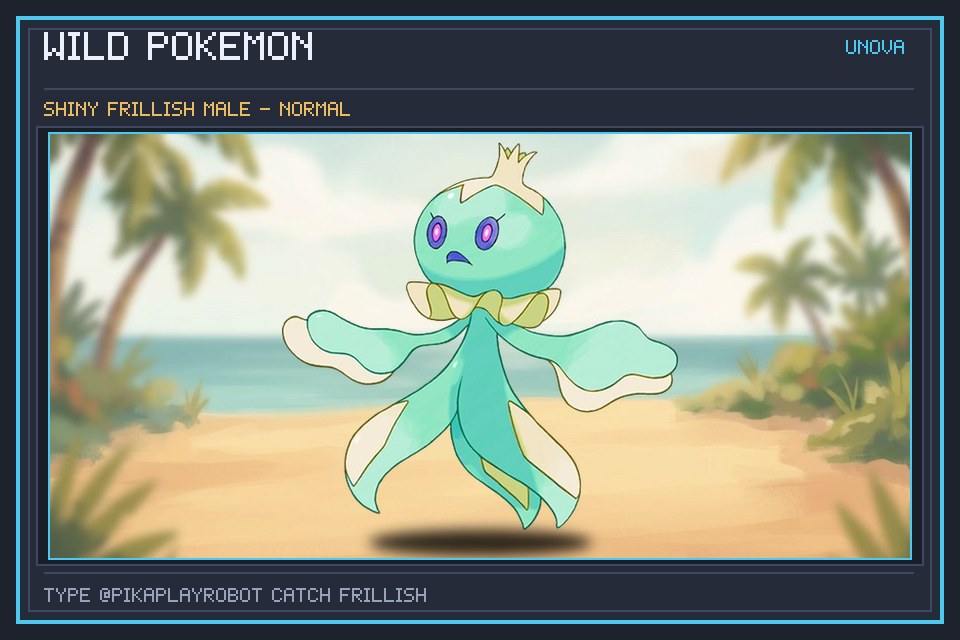 WILD POKEMON
UNOVA
SHINY FRILLISH MALE - NORMAL
TYPE @PIKAPLAYROBOT CATCH FRILLISH